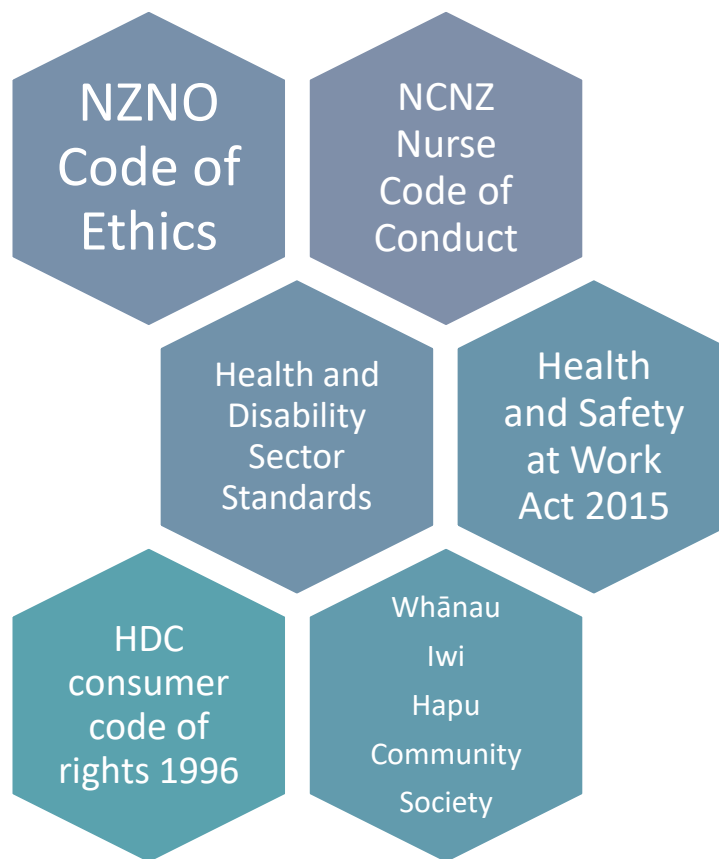 NZNO
Code of
Ethics
NCNZ
Nurse
Code of
Conduct
Health and
Disability
Sector
Standards
Health
and Safety
at Work
Act 2015
HDC
consumer
code of
rights 1996
Whānau
Iwi
Hapu
Community
Society